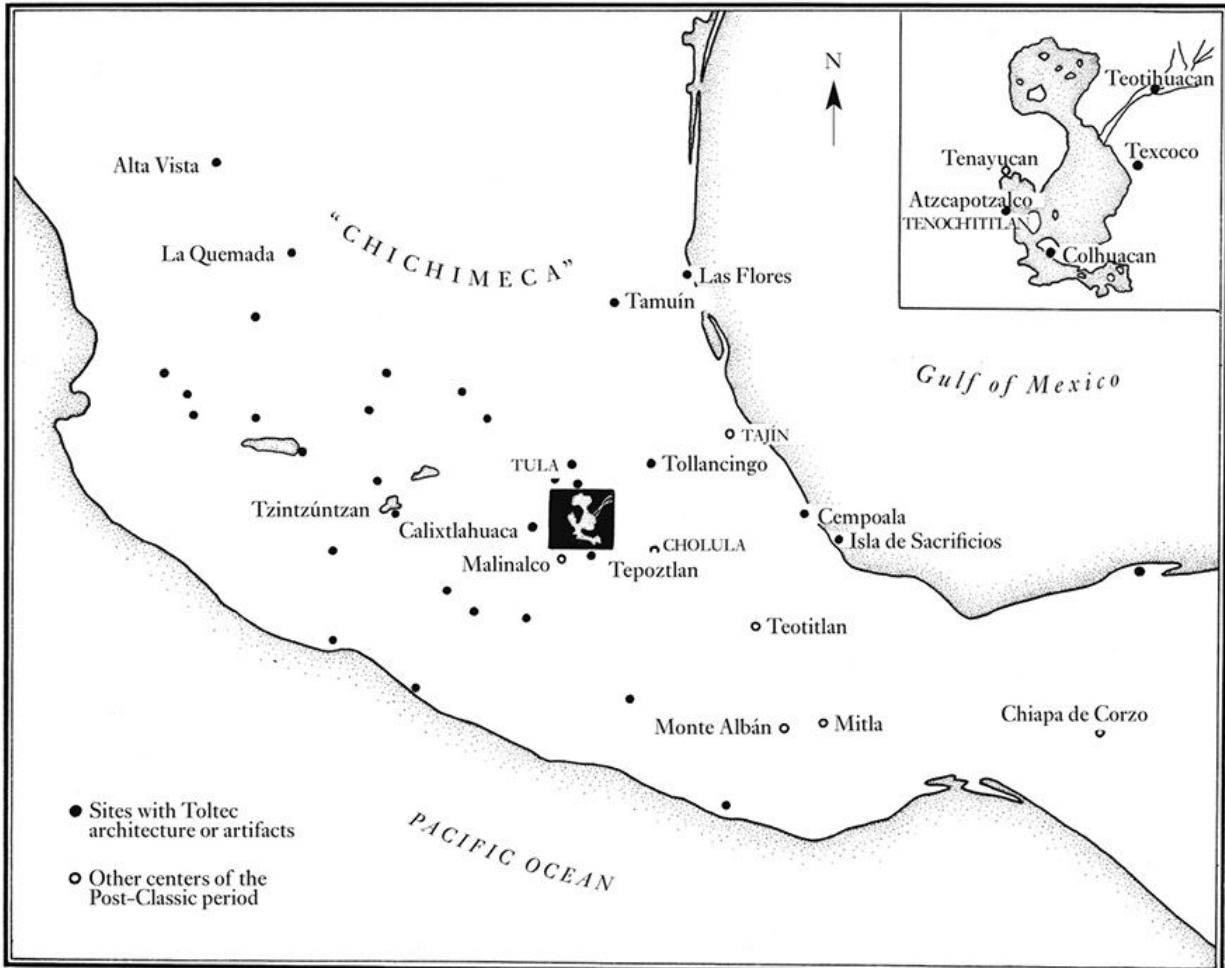 N
Teotihuacan
Tenayucan
Texcoco
Atzcapotzalco
TENOCHTITLAN
Colhuacan
Alta Vista
"CHICHIMECA"
La Quemada
Las Flores
Tamuín
Gulf of Mexico
TAJÍN
TULA
Tollancingo
Tzintzúntzan
Calixtlahuaca
Cempoala
Isla de Sacrificios
CHOLULA
Malinalco
Tepoztlan
Teotitlan
Monte Albán
Mitla
Chiapa de Corzo
Sites with Toltec
architecture or artifacts
PACIFIC OCEAN
Other centers of the
Post-Classic period